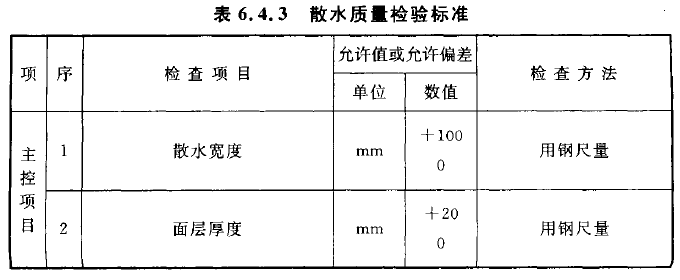 表 6.4.3 散水质量检验标准
项 序 检查项目 允许值或允许偏差 检查方法
单位 数值
主控项目 1 散水宽度 mm +100 0 用钢尺量
2 面层厚度 mm +20 0 用钢尺量